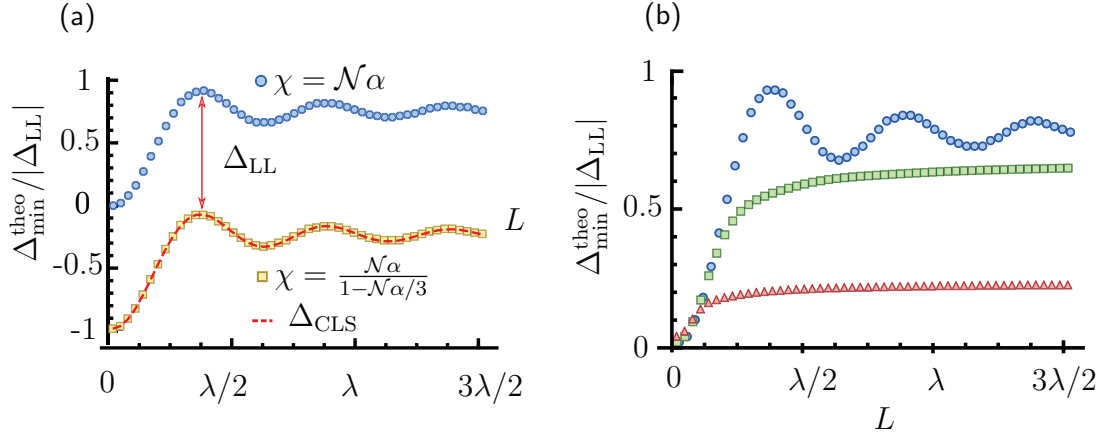 (a)
Δ_min^theo/|Δ_LL|
1
0.5
0
-0.5
-1
χ = 𝒩α
Δ_LL
L
χ = 𝒩α/(1−𝒩α/3)
Δ_CLS
0 λ/2 λ 3λ/2
(b)
Δ_min^theo/|Δ_LL|
1
0.5
0
0 λ/2 λ 3λ/2
L